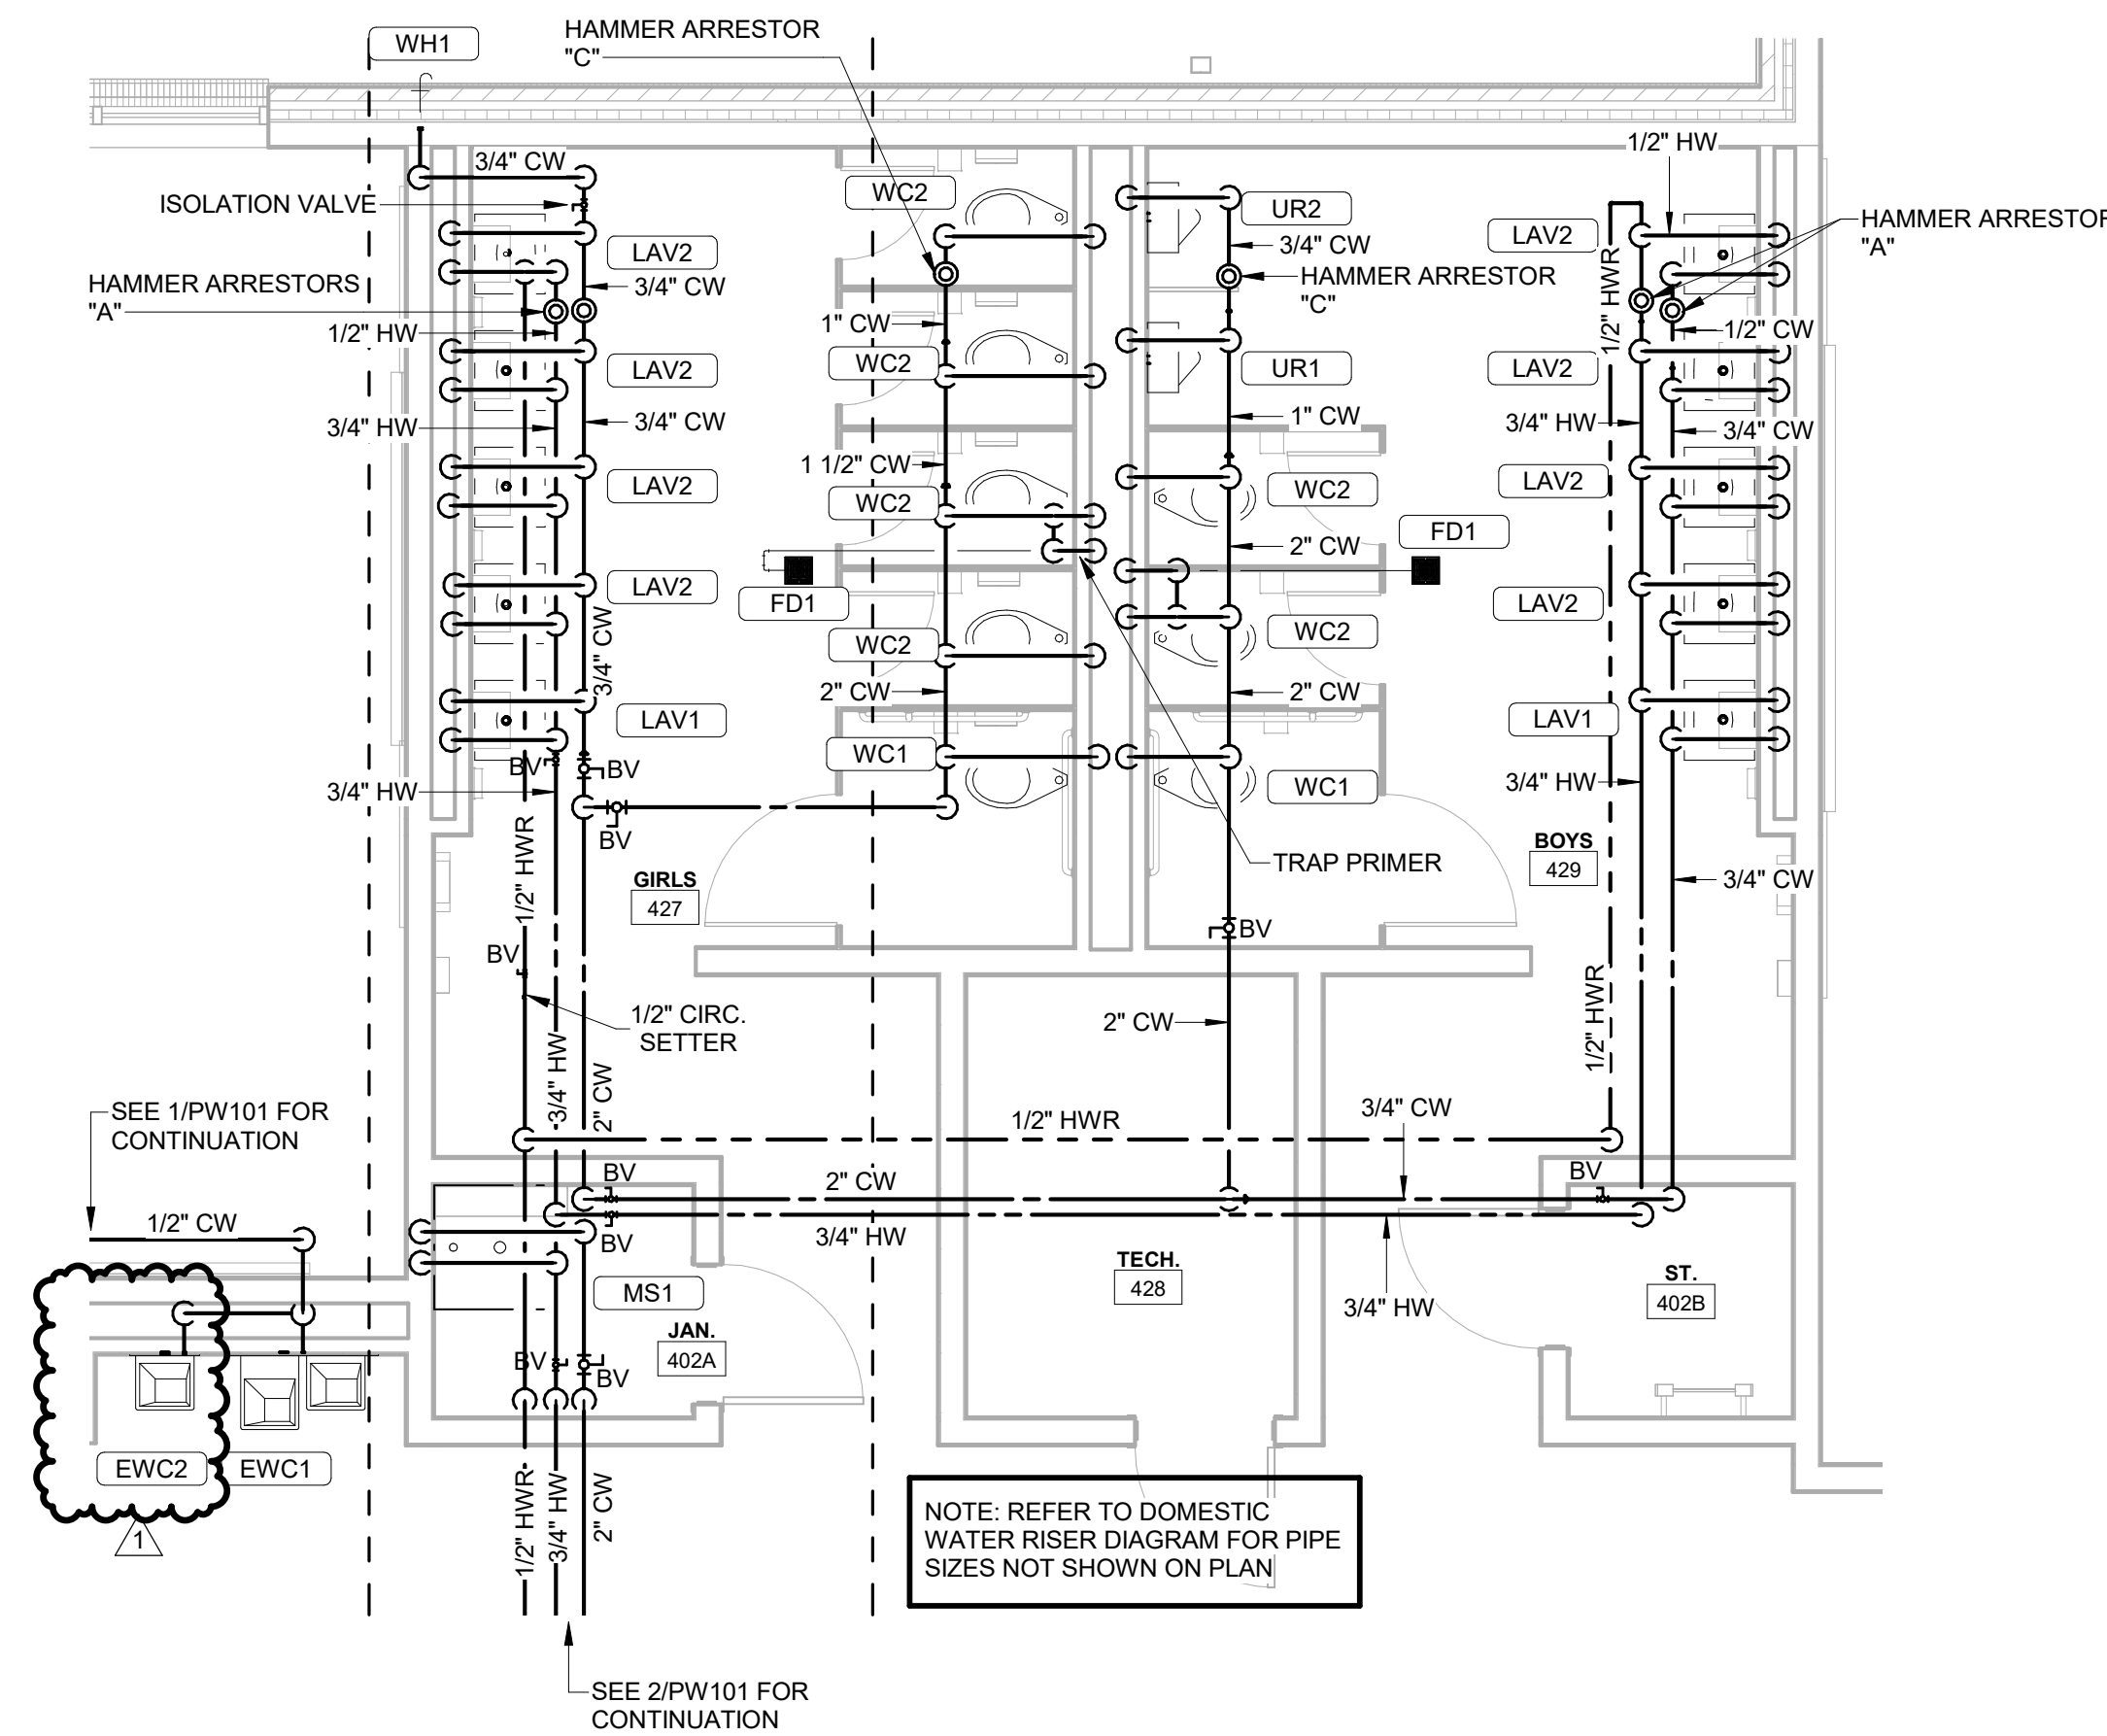 WH1
HAMMER ARRESTOR
"C"
3/4" CW
ISOLATION VALVE
HAMMER ARRESTORS
"A"
1/2" HW
LAV2
3/4" CW
LAV2
3/4" HW
3/4" CW
LAV2
LAV2
3/4" CW
LAV1
BV
BV
3/4" HW
BV
1/2" HWR
GIRLS
427
BV
1/2" CIRC.
SETTER
3/4" HW
2" CW
WC2
1" CW
WC2
1 1/2" CW
WC2
FD1
WC2
2" CW
WC1
UR2
3/4" CW
HAMMER ARRESTOR
"C"
UR1
1" CW
WC2
2" CW
FD1
WC2
2" CW
WC1
TRAP PRIMER
BV
2" CW
1/2" HW
HAMMER ARRESTOR
"A"
LAV2
1/2" HWR
1/2" CW
LAV2
3/4" HW
3/4" CW
LAV2
LAV2
LAV1
3/4" HW
BOYS
429
3/4" CW
1/2" HWR
1/2" HWR
3/4" CW
SEE 1/PW101 FOR
CONTINUATION
1/2" CW
BV
2" CW
BV
BV
3/4" HW
MS1
JAN.
402A
BV
BV
TECH.
428
3/4" HW
ST.
402B
EWC2
EWC1
1
1/2" HWR
3/4" HW
2" CW
NOTE: REFER TO DOMESTIC
WATER RISER DIAGRAM FOR PIPE
SIZES NOT SHOWN ON PLAN
SEE 2/PW101 FOR
CONTINUATION